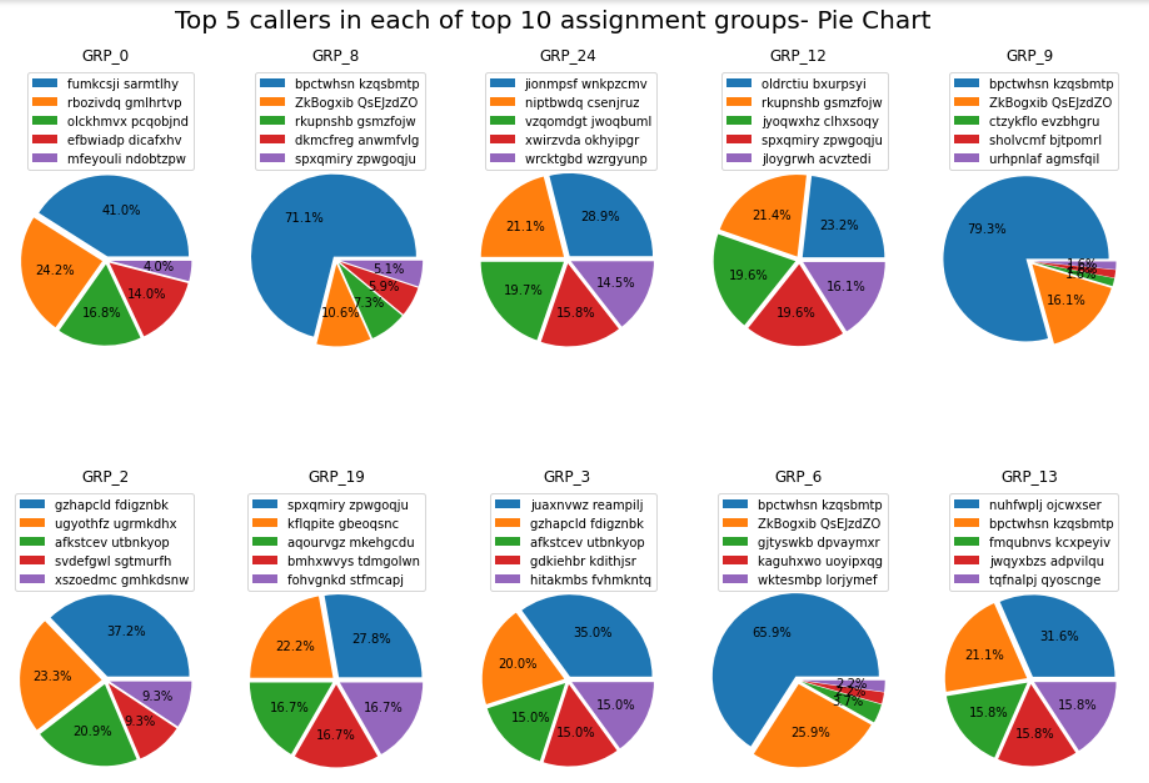 Top 5 callers in each of top 10 assignment groups- Pie Chart
GRP_0
fumkcsji sarmtlhy
rbozivdq gmlhrtvp
olckhmvx pcqobjnd
efbwiadp dicafxhv
mfeyouli ndobtzpw
41.0%
24.2%
16.8%
14.0%
4.0%
GRP_8
bpctwhsn kzqsbmtp
ZkBogxib QsEJzdZO
rkupnshb gsmzfojw
dkmcfreg anwmfvlg
spxqmiry zpwgoqju
71.1%
10.6%
7.3%
5.9%
5.1%
GRP_24
jionmpsf wnkpzcmv
niptbwdq csenjruz
vzqomdgt jwoqbuml
xwirzvda okhyipgr
wrcktgbd wzrgyunp
28.9%
21.1%
19.7%
15.8%
14.5%
GRP_12
oldrctiu bxurpsyi
rkupnshb gsmzfojw
jyoqwxhz clhxsoqy
spxqmiry zpwgoqju
jloygrwh acvztedi
23.2%
21.4%
19.6%
19.6%
16.1%
GRP_9
bpctwhsn kzqsbmtp
ZkBogxib QsEJzdZO
ctzykflo evzbhgru
sholvcmf bjtpomrl
urhpnlaf agmsfqil
79.3%
16.1%
1.6%
1.6%
GRP_2
gzhapcld fdigznbk
ugyothfz ugrmkdhx
afkstcev utbnkyop
svdefgwl sgtmurfh
xszoedmc gmhkdsnw
37.2%
23.3%
20.9%
9.3%
9.3%
GRP_19
spxqmiry zpwgoqju
kflqpite gbeoqsnc
aqourvgz mkehgcdu
bmhxwvys tdmgolwn
fohvgnkd stfmcapj
27.8%
22.2%
16.7%
16.7%
16.7%
GRP_3
juaxnvwz reampilj
gzhapcld fdigznbk
afkstcev utbnkyop
gdkiehbr kdithjsr
hitakmbs fvhmkntq
35.0%
20.0%
15.0%
15.0%
15.0%
GRP_6
bpctwhsn kzqsbmtp
ZkBogxib QsEJzdZO
gjtyswkb dpvaymxr
kaguhxwo uoyipxqg
wktesmbp lorjymef
65.9%
25.9%
3.7%
2.2%
2.2%
GRP_13
nuhfwplj ojcwxser
bpctwhsn kzqsbmtp
fmqubnvs kcxpeyiv
jwqyxbzs adpvilqu
tqfnalpj qyoscnge
31.6%
21.1%
15.8%
15.8%
15.8%